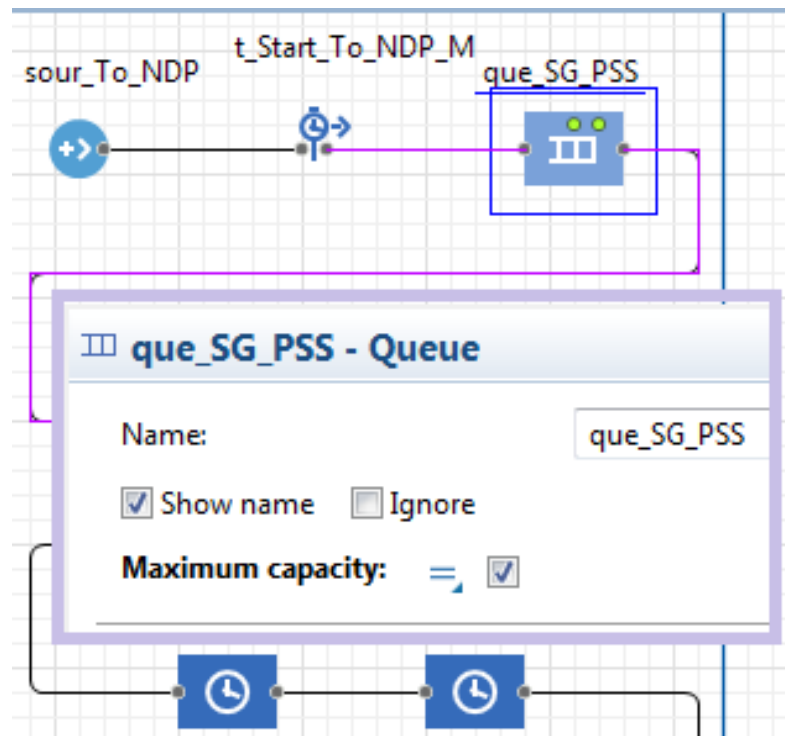 t_Start_To_NDP_M
sour_To_NDP
que_SG_PSS
que_SG_PSS - Queue
Name: que_SG_PSS
Show name Ignore
Maximum capacity: =